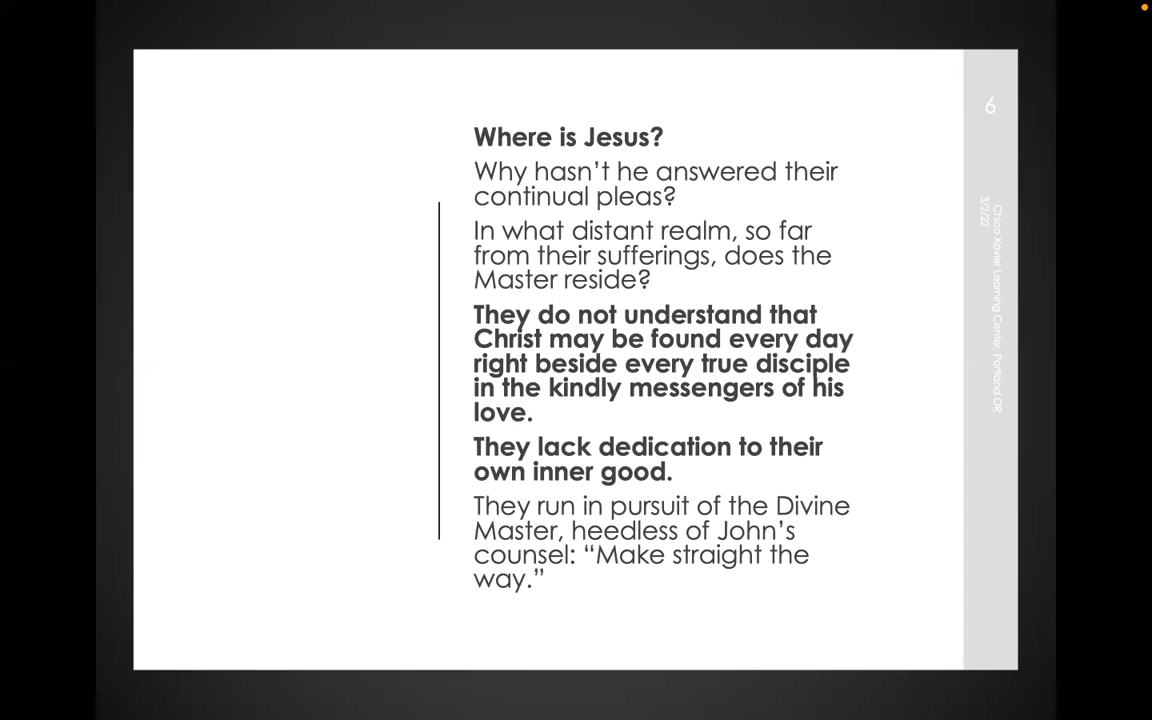 Where is Jesus?
Why hasn't he answered their
continual pleas?
In what distant realm, so far
from their sufferings, does the
Master reside?
They do not understand that
Christ may be found every day
right beside every true disciple
in the kindly messengers of his
love.
They lack dedication to their
own inner good.
They run in pursuit of the Divine
Master, heedless of John's
counsel: “Make straight the
way.”
6
Chico Xavier Learning Center, Portland OR
3/2/22